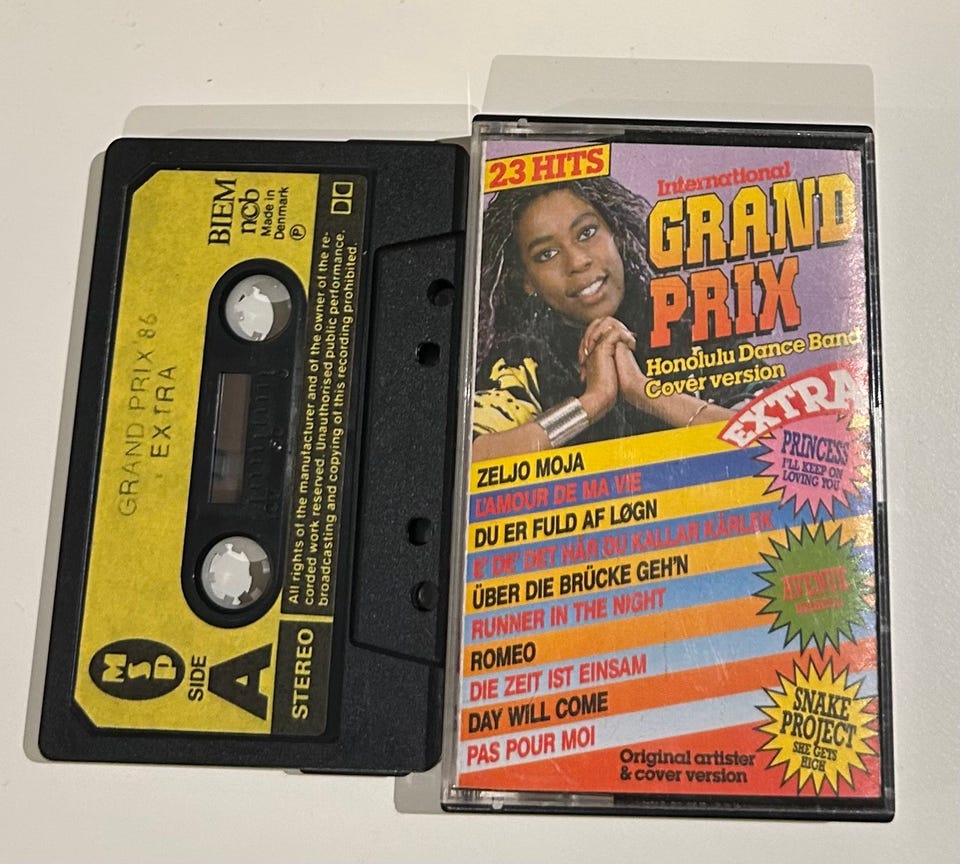 GRAND PRIX '86
EXTRA
BIEM
ncb
Made in
Denmark
Ⓟ
All rights of the manufacturer and of the owner of the re-
corded work reserved. Unauthorised public performance,
broadcasting and copying of this recording prohibited.
MSD
SIDE
A
STEREO
23 HITS
International
GRAND
PRIX
Honolulu Dance Band
Cover version
EXTRA
PRINCESS
I'LL KEEP ON
LOVING YOU
ZELJO MOJA
L'AMOUR DE MA VIE
DU ER FULD AF LØGN
E' DE' DET HÄR DU KALLAR KÄRLEK
ÜBER DIE BRÜCKE GEH'N
RUNNER IN THE NIGHT
ROMEO
DIE ZEIT IST EINSAM
DAY WILL COME
PAS POUR MOI
AVENUE
SNAKE
PROJECT
SHE GETS
HIGH
Original artister
& cover version